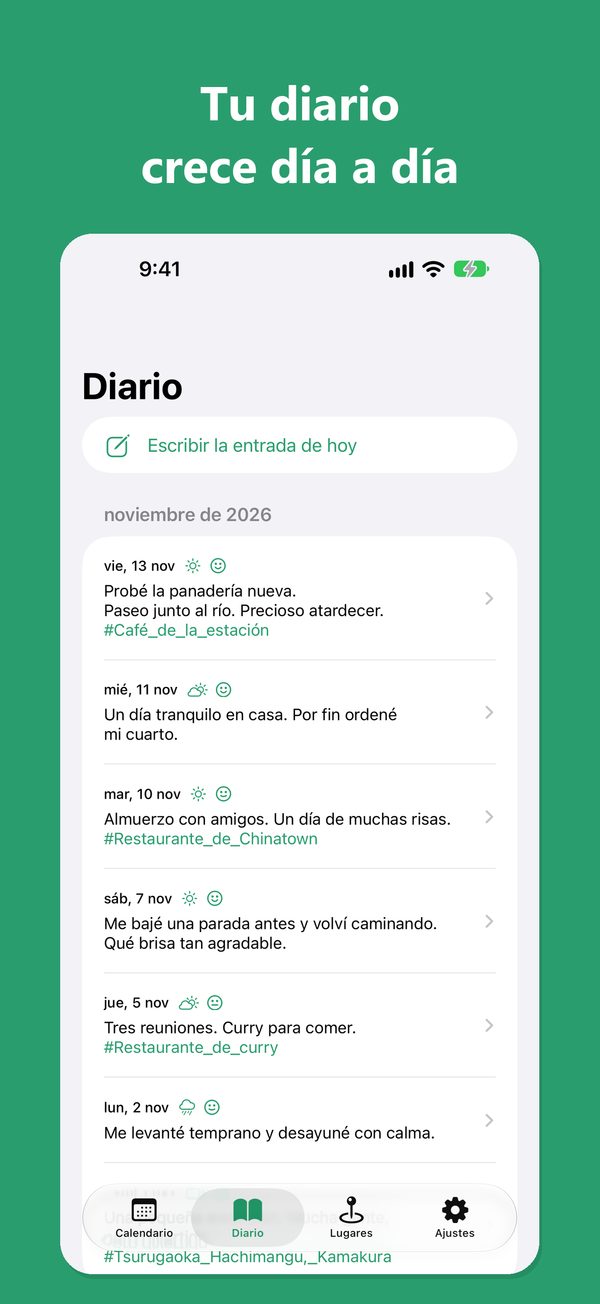 Tu diario
crece día a día
9:41
Diario
Escribir la entrada de hoy
noviembre de 2026
vie, 13 nov
Probé la panadería nueva.
Paseo junto al río. Precioso atardecer.
#Café_de_la_estación
mié, 11 nov
Un día tranquilo en casa. Por fin ordené
mi cuarto.
mar, 10 nov
Almuerzo con amigos. Un día de muchas risas.
#Restaurante_de_Chinatown
sáb, 7 nov
Me bajé una parada antes y volví caminando.
Qué brisa tan agradable.
jue, 5 nov
Tres reuniones. Curry para comer.
#Restaurante_de_curry
lun, 2 nov
Me levanté temprano y desayuné con calma.
Calendario
Diario
Lugares
Ajustes
#Tsurugaoka_Hachimangu,_Kamakura